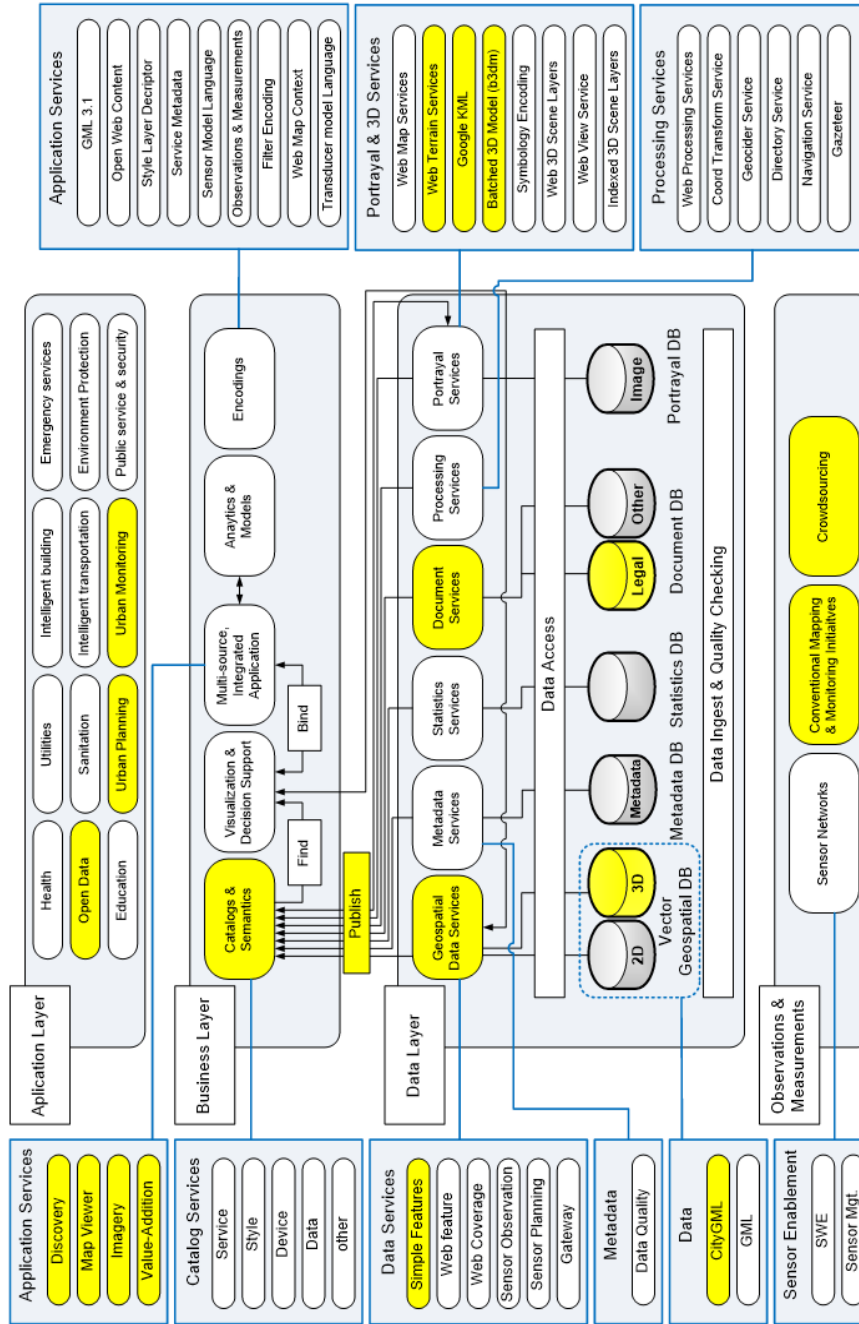 Application Services
Discovery
Map Viewer
Imagery
Value-Addition
Catalog Services
Service
Style
Device
Data
other
Data Services
Simple Features
Web feature
Web Coverage
Sensor Observation
Sensor Planning
Gateway
Metadata
Data Quality
Data
CityGML
GML
Sensor Enablement
SWE
Sensor Mgt.
Aplication Layer
Health
Utilities
Intelligent building
Emergency services
Open Data
Sanitation
Intelligent transportation
Environment Protection
Education
Urban Planning
Urban Monitoring
Public service & security
Business Layer
Catalogs &
Semantics
Visualization &
Decision Support
Multi-source,
Integrated
Application
Anaytics &
Models
Encodings
Find
Bind
Publish
Data Layer
Geospatial
Data Services
Metadata
Services
Statistics
Services
Document
Services
Processing
Services
Portrayal
Services
Data Access
2D
3D
Metadata
Legal
Other
Image
Vector
Geospatial DB
Metadata DB
Statistics DB
Document DB
Portrayal DB
Data Ingest & Quality Checking
Observations &
Measurements
Sensor Networks
Conventional Mapping
& Monitoring Initiaitves
Crowdsourcing
Application Services
GML 3.1
Open Web Content
Style Layer Decriptor
Service Metadata
Sensor Model Language
Observations & Measurements
Filter Encoding
Web Map Context
Transducer model Language
Portrayal & 3D Services
Web Map Services
Web Terrain Services
Google KML
Batched 3D Model (b3dm)
Symbology Encoding
Web 3D Scene Layers
Web View Service
Indexed 3D Scene Layers
Processing Services
Web Processing Services
Coord Transform Service
Geocider Service
Directory Service
Navigation Service
Gazeteer